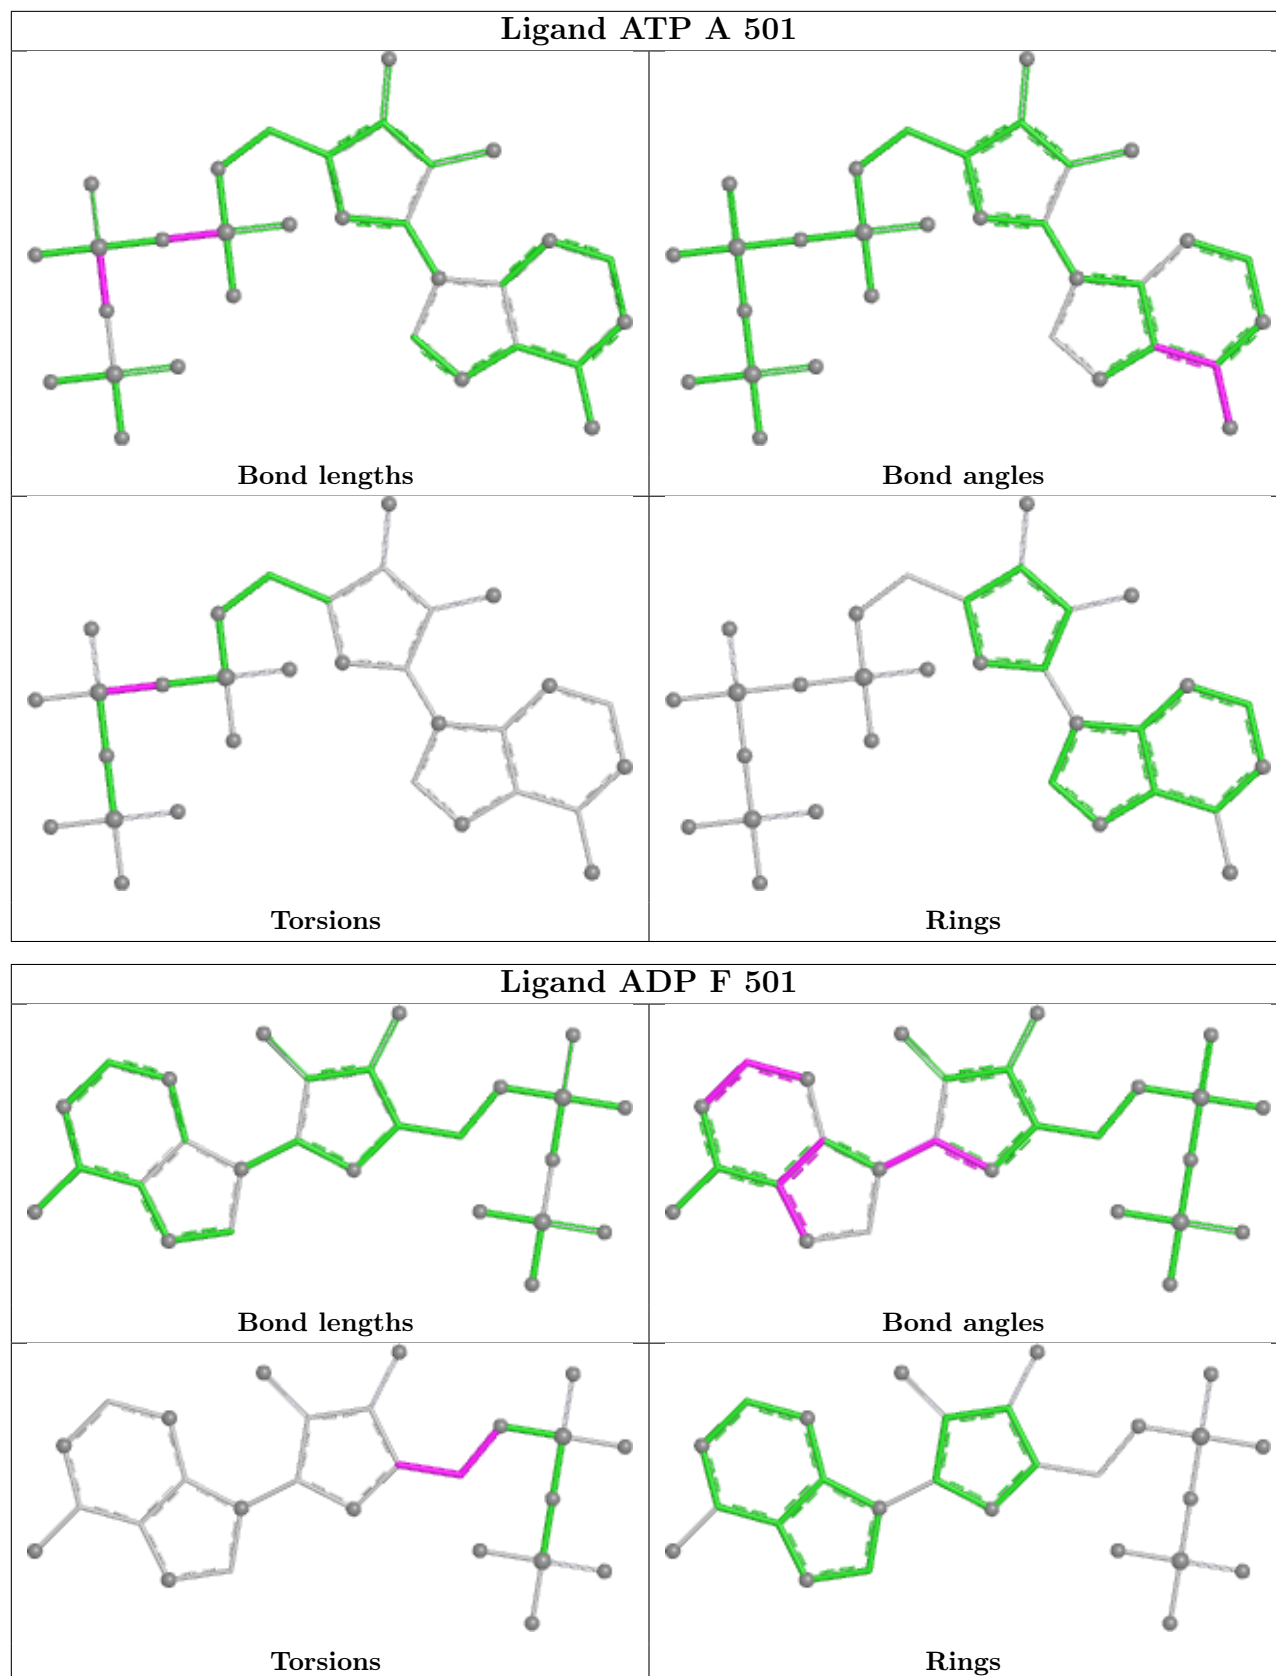 Ligand ATP A 501
Bond lengths
Bond angles
Torsions
Rings
Ligand ADP F 501
Bond lengths
Bond angles
Torsions
Rings